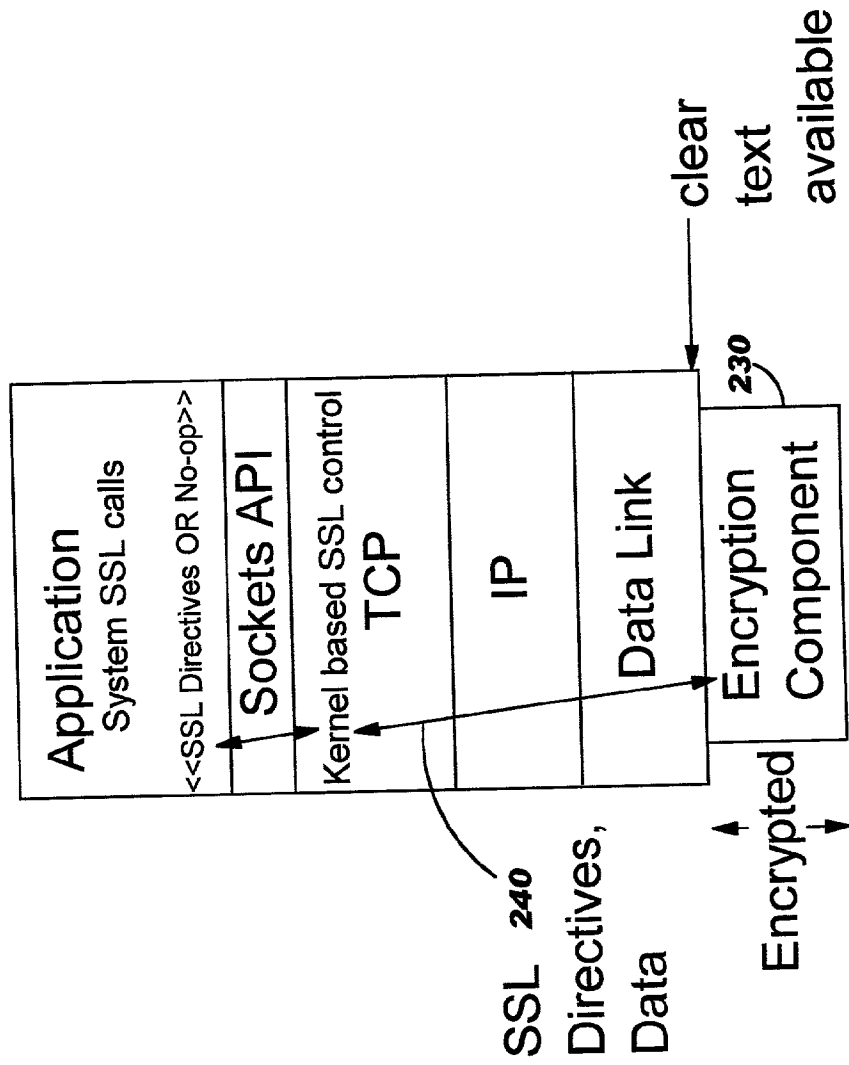 Application
System SSL calls
<<SSL Directives OR No-op>>
Sockets API
Kernel based SSL control
TCP
IP
Data Link
Encryption
Component
230
240
SSL
Directives,
Data
Encrypted
clear
text
available